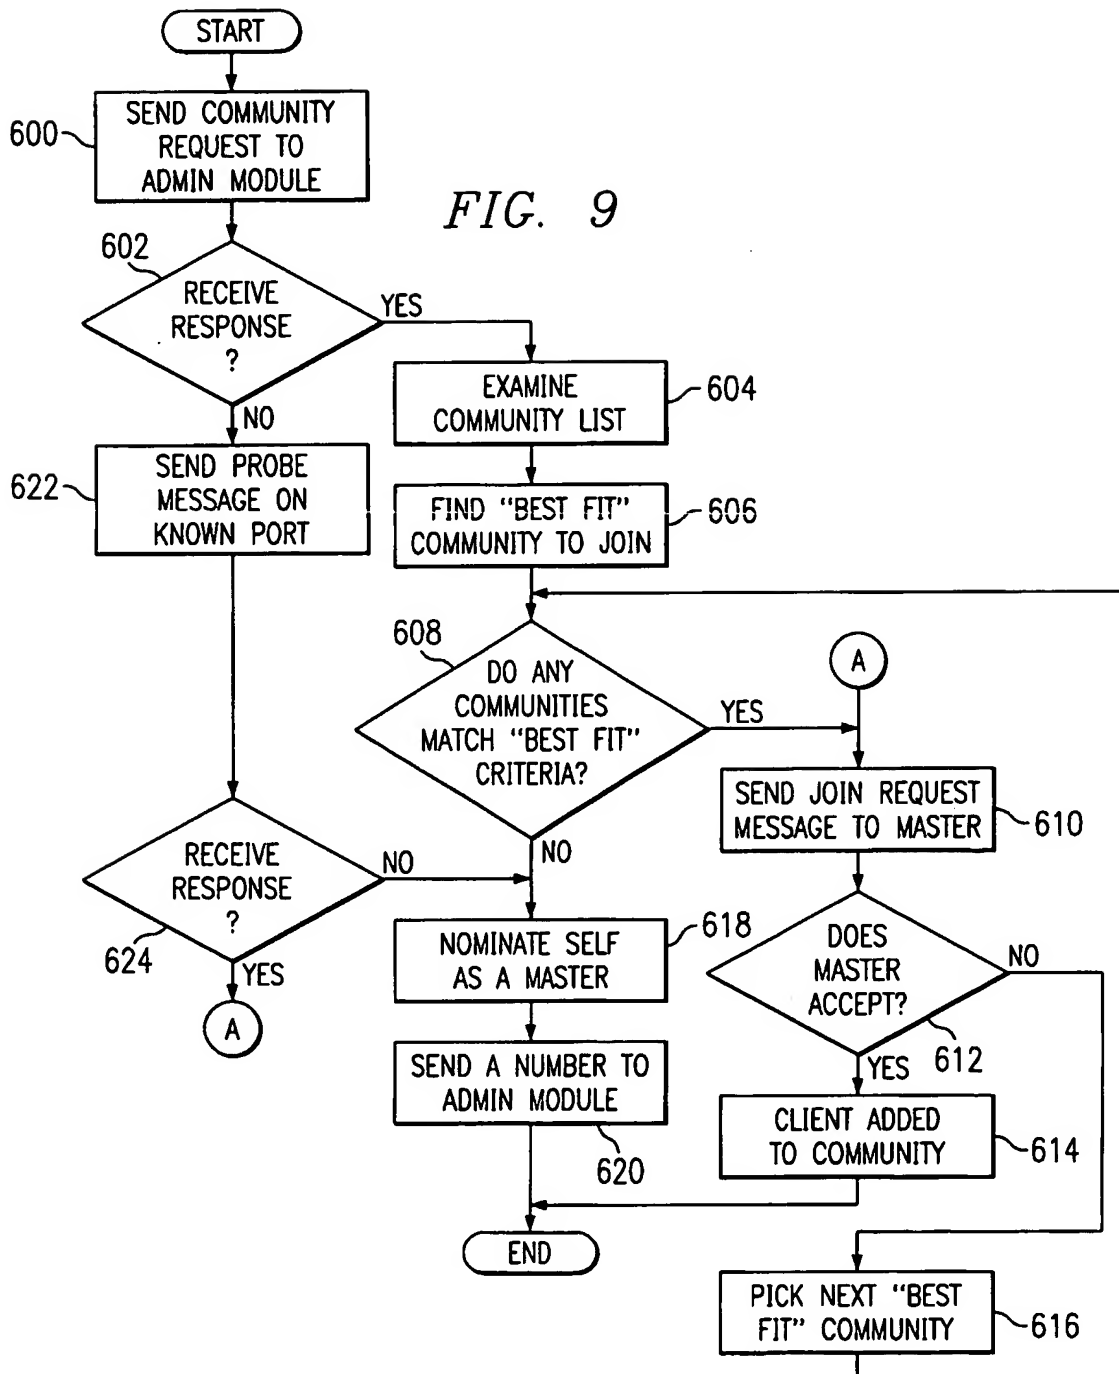 START
600
SEND COMMUNITY
REQUEST TO
ADMIN MODULE
FIG. 9
602
RECEIVE
RESPONSE
?
YES
NO
EXAMINE
COMMUNITY LIST
604
622
SEND PROBE
MESSAGE ON
KNOWN PORT
FIND “BEST FIT”
COMMUNITY TO JOIN
606
608
DO ANY
COMMUNITIES
MATCH “BEST FIT”
CRITERIA?
YES
NO
A
SEND JOIN REQUEST
MESSAGE TO MASTER
610
RECEIVE
RESPONSE
?
624
NO
YES
A
NOMINATE SELF
AS A MASTER
618
DOES
MASTER
ACCEPT?
612
NO
YES
SEND A NUMBER TO
ADMIN MODULE
620
CLIENT ADDED
TO COMMUNITY
614
END
PICK NEXT “BEST
FIT” COMMUNITY
616